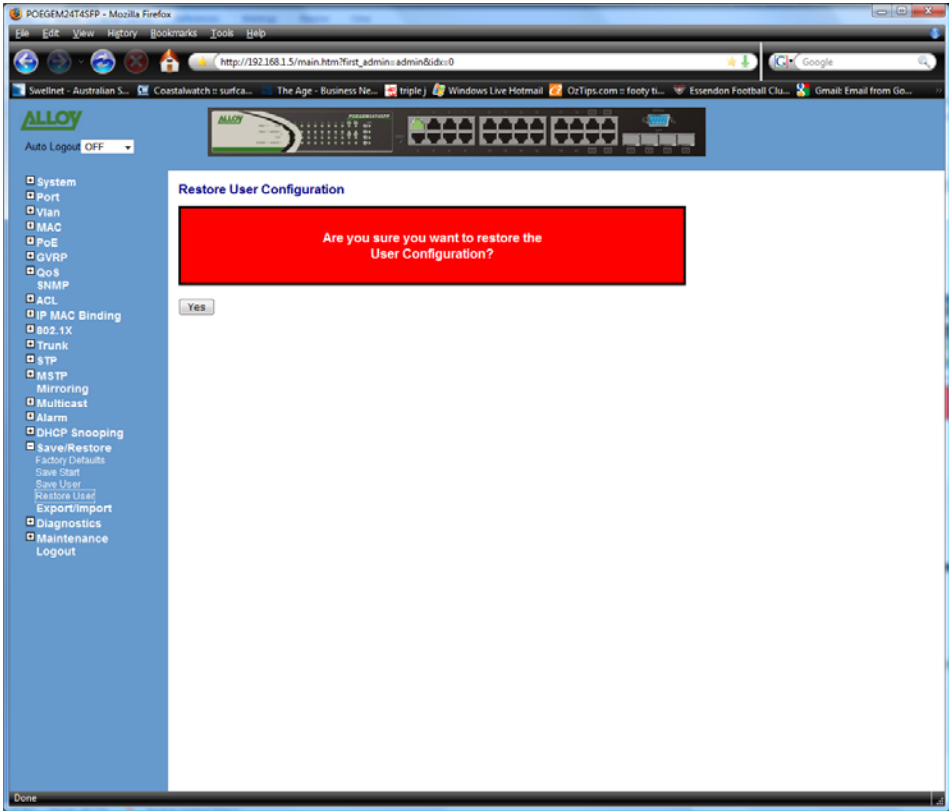 POEGEM24T4SFP - Mozilla Firefox
File Edit View History Bookmarks Tools Help
http://192.168.1.5/main.htm?first_admin=admin&idx=0
Google
Swellnet - Australian S... Coastalwatch :: surfca... The Age - Business Ne... triple j Windows Live Hotmail OzTips.com :: footy ti... Essendon Football Clu... Gmail: Email from Go...
ALLOY
ALLOY
POEGEM24T4SFP
Auto Logout OFF
System
Port
Vlan
MAC
PoE
GVRP
QoS
SNMP
ACL
IP MAC Binding
802.1X
Trunk
STP
MSTP
Mirroring
Multicast
Alarm
DHCP Snooping
Save/Restore
Factory Defaults
Save Start
Save User
Restore User
Export/Import
Diagnostics
Maintenance
Logout
Restore User Configuration
Are you sure you want to restore the
User Configuration?
Yes
Done